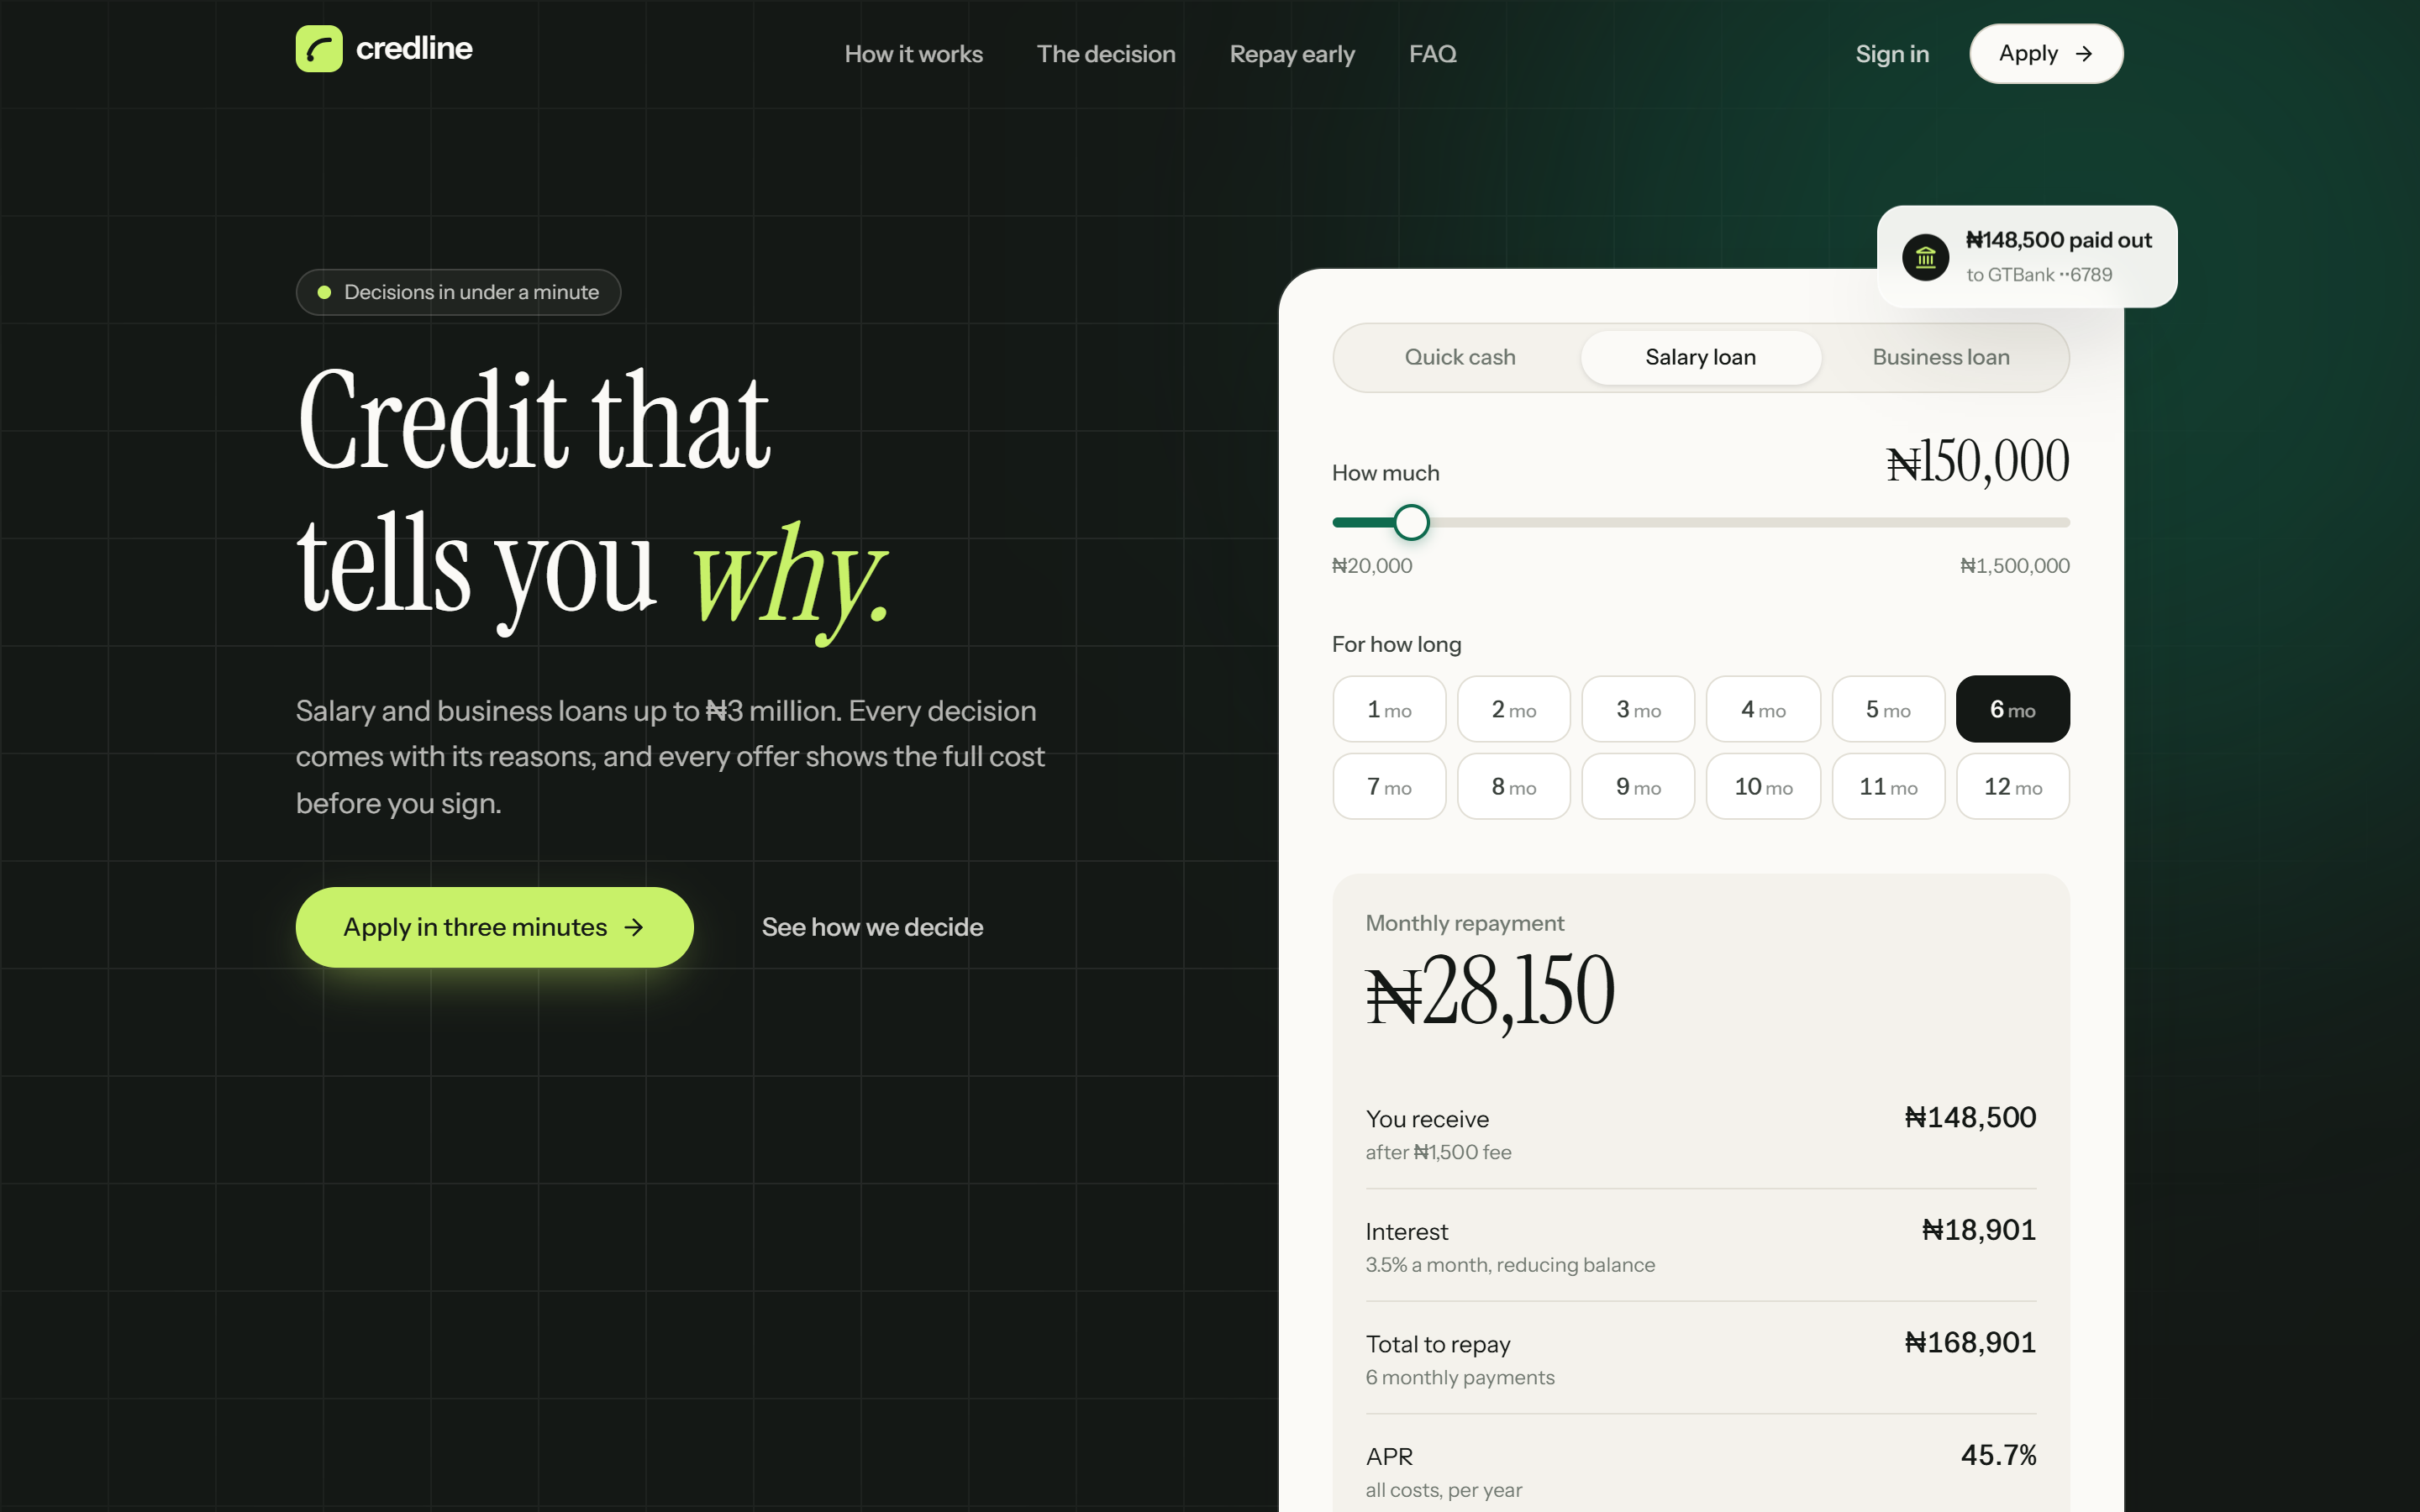 credline
How it works
The decision
Repay early
FAQ
Sign in
Apply
Decisions in under a minute
Credit that
tells you why.
Salary and business loans up to ₦3 million. Every decision
comes with its reasons, and every offer shows the full cost
before you sign.
Apply in three minutes
See how we decide
₦148,500 paid out
to GTBank ··6789
Quick cash
Salary loan
Business loan
How much
₦150,000
₦20,000
₦1,500,000
For how long
1 mo
2 mo
3 mo
4 mo
5 mo
6 mo
7 mo
8 mo
9 mo
10 mo
11 mo
12 mo
Monthly repayment
₦28,150
You receive
₦148,500
after ₦1,500 fee
Interest
₦18,901
3.5% a month, reducing balance
Total to repay
₦168,901
6 monthly payments
APR
45.7%
all costs, per year